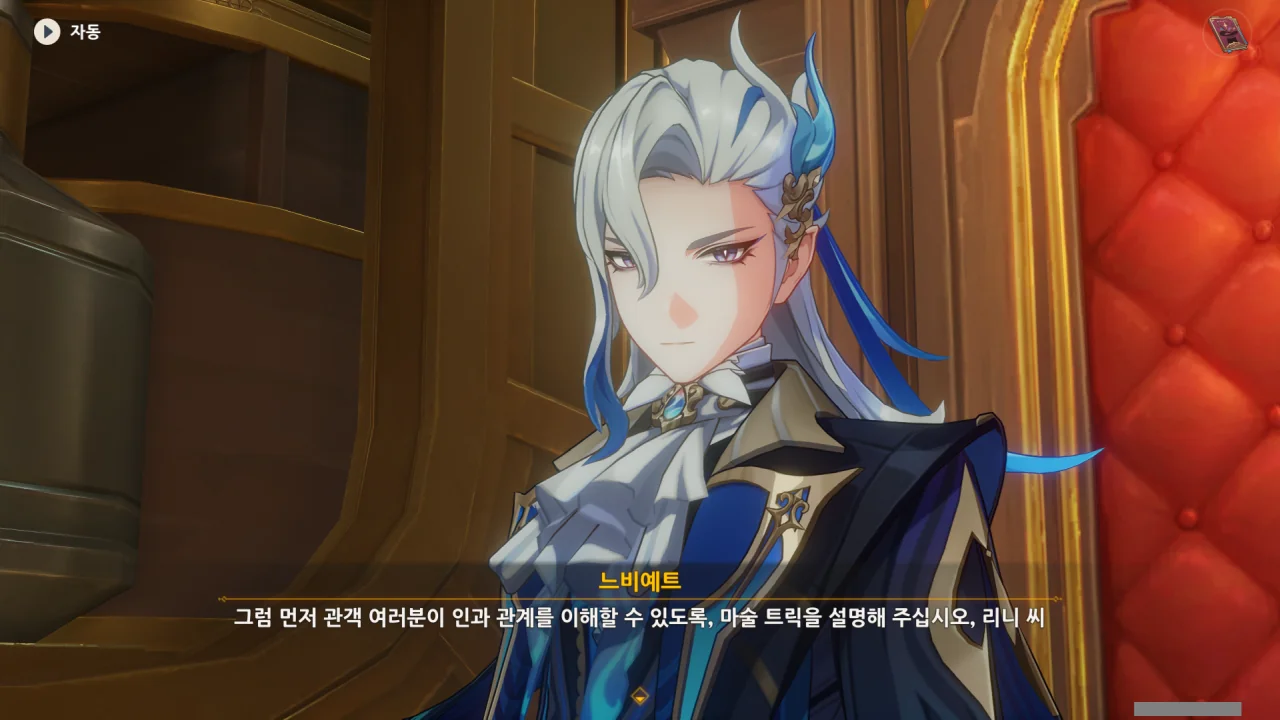 자동
느비예트
그럼 먼저 관객 여러분이 인과 관계를 이해할 수 있도록, 마술 트릭을 설명해 주십시오, 리니 씨